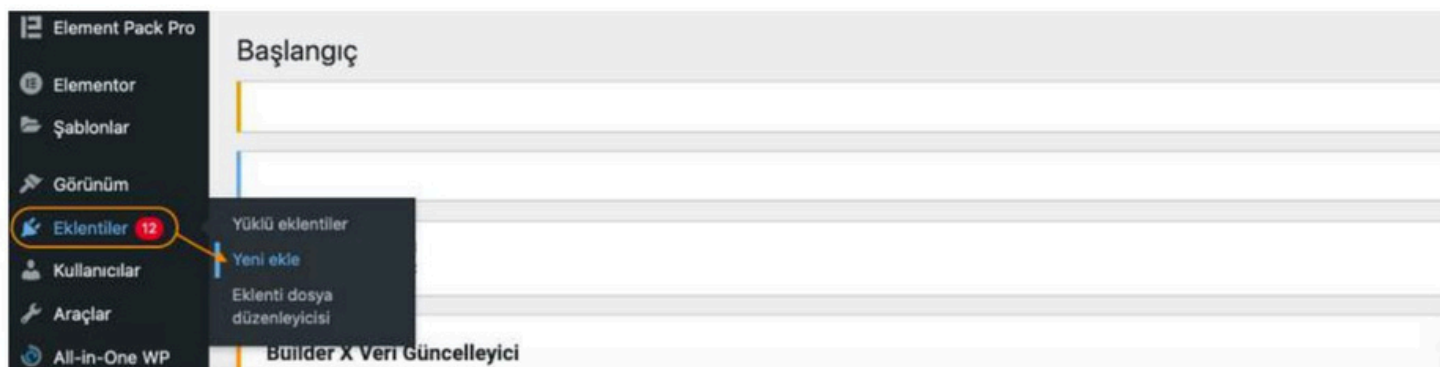 Element Pack Pro
Başlangıç
Elementor
Şablonlar
Görünüm
Eklentiler 12
Yüklü eklentiler
Yeni ekle
Kullanıcılar
Eklenti dosya
düzenleyicisi
Araçlar
All-in-One WP
Builder X Veri Güncelleyici